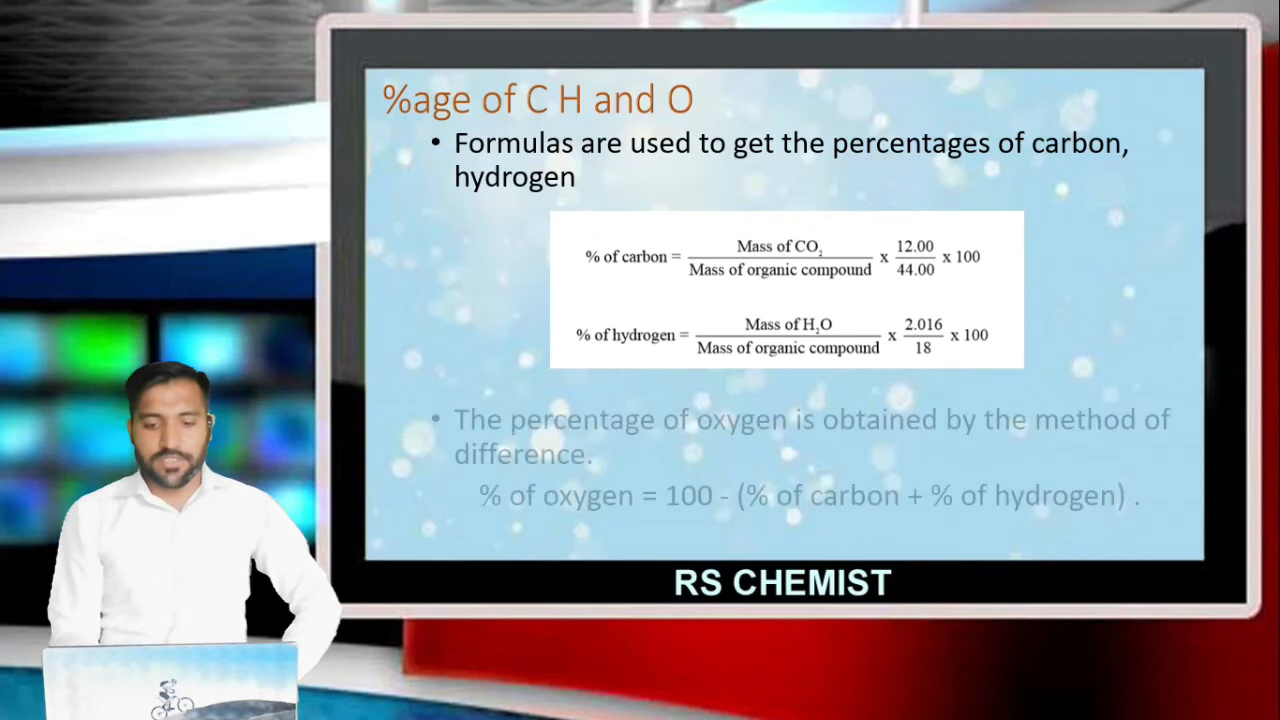 %age of C H and O
• Formulas are used to get the percentages of carbon,
hydrogen
% of carbon = Mass of CO₂ / Mass of organic compound x 12.00 / 44.00 x 100
% of hydrogen = Mass of H₂O / Mass of organic compound x 2.016 / 18 x 100
• The percentage of oxygen is obtained by the method of
difference.
% of oxygen = 100 - (% of carbon + % of hydrogen) .
RS CHEMIST